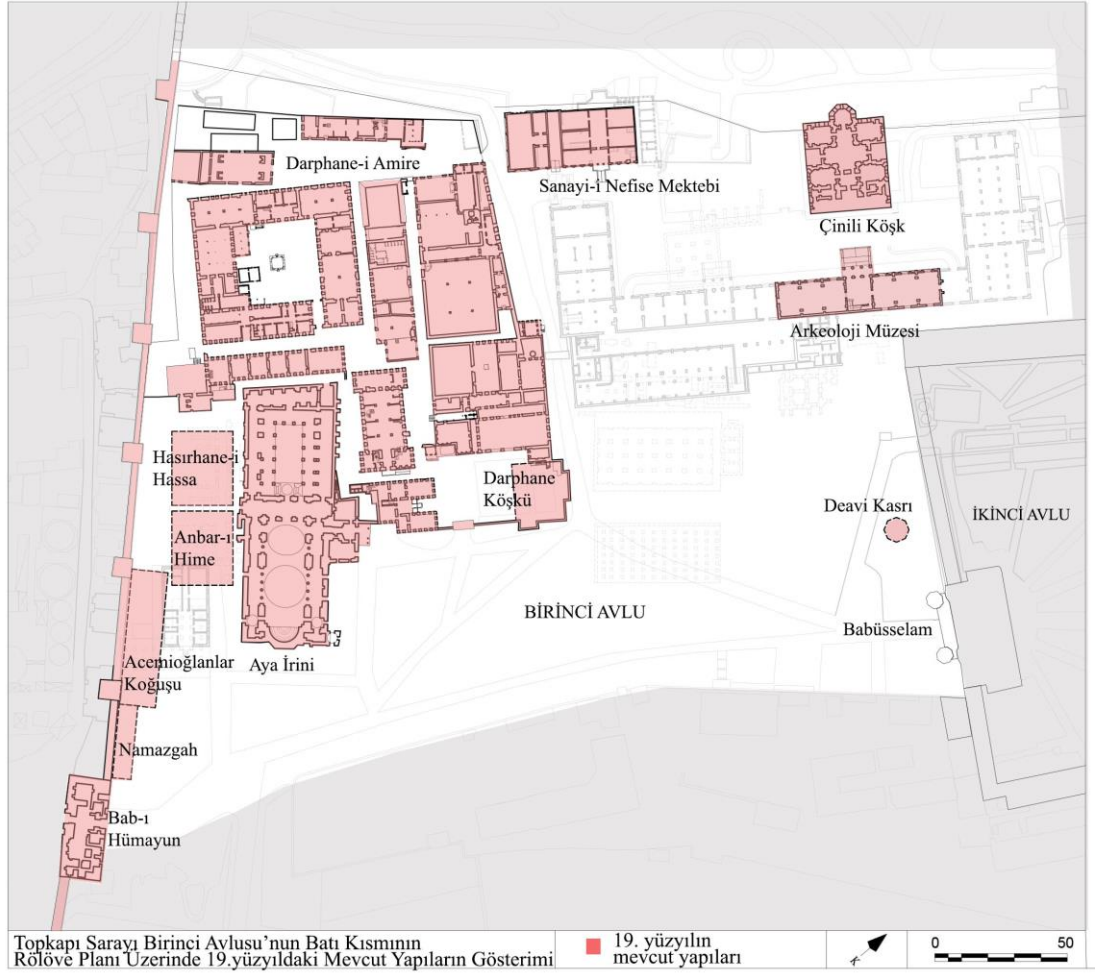 Darphane-i Amire
Sanayi-i Nefise Mektebi
Çinili Köşk
Arkeoloji Müzesi
Hasırhane-i
Hassa
Darphane
Köşkü
Deavi Kasrı
İKİNCİ AVLU
Anbar-ı
Hime
BİRİNCİ AVLU
Babüsselam
Acemioğlanlar
Koğuşu
Aya İrini
Namazgah
Bab-ı
Hümayun
Topkapı Sarayı Birinci Avlusu'nun Batı Kısmının
Rölöve Planı Üzerinde 19.yüzyıldaki Mevcut Yapıların Gösterimi
19. yüzyılın
mevcut yapıları
K
0 50